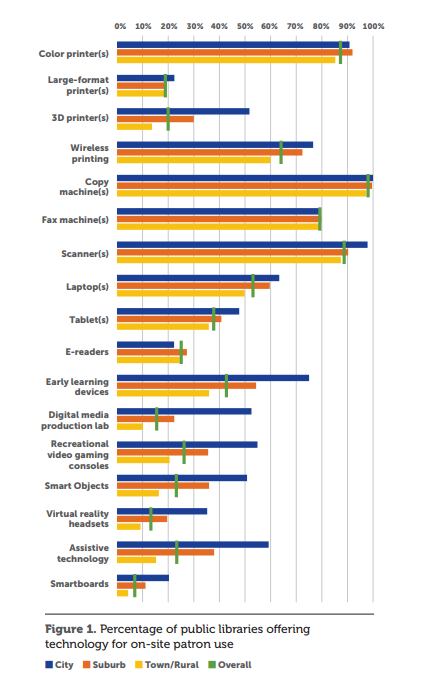 0% 10% 20% 30% 40% 50% 60% 70% 80% 90% 100%
Color printer(s)
Large-format
printer(s)
3D printer(s)
Wireless
printing
Copy
machine(s)
Fax machine(s)
Scanner(s)
Laptop(s)
Tablet(s)
E-readers
Early learning
devices
Digital media
production lab
Recreational
video gaming
consoles
Smart Objects
Virtual reality
headsets
Assistive
technology
Smartboards
Figure 1. Percentage of public libraries offering
technology for on-site patron use
City Suburb Town/Rural Overall